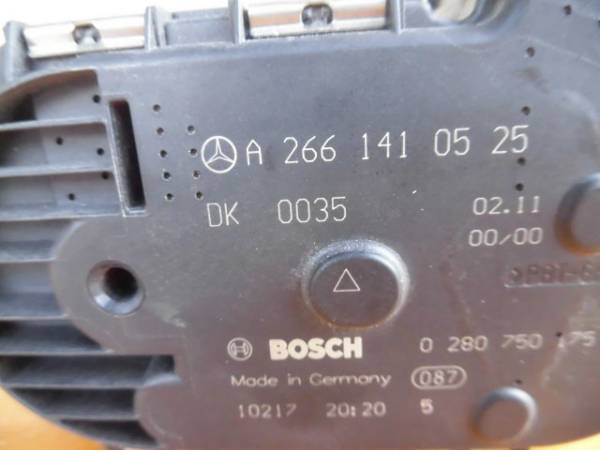 A 266 141 05 25
DK 0035 02.11
00/00
BOSCH 0 280 750 175
Made in Germany 087
10217 20:20 5